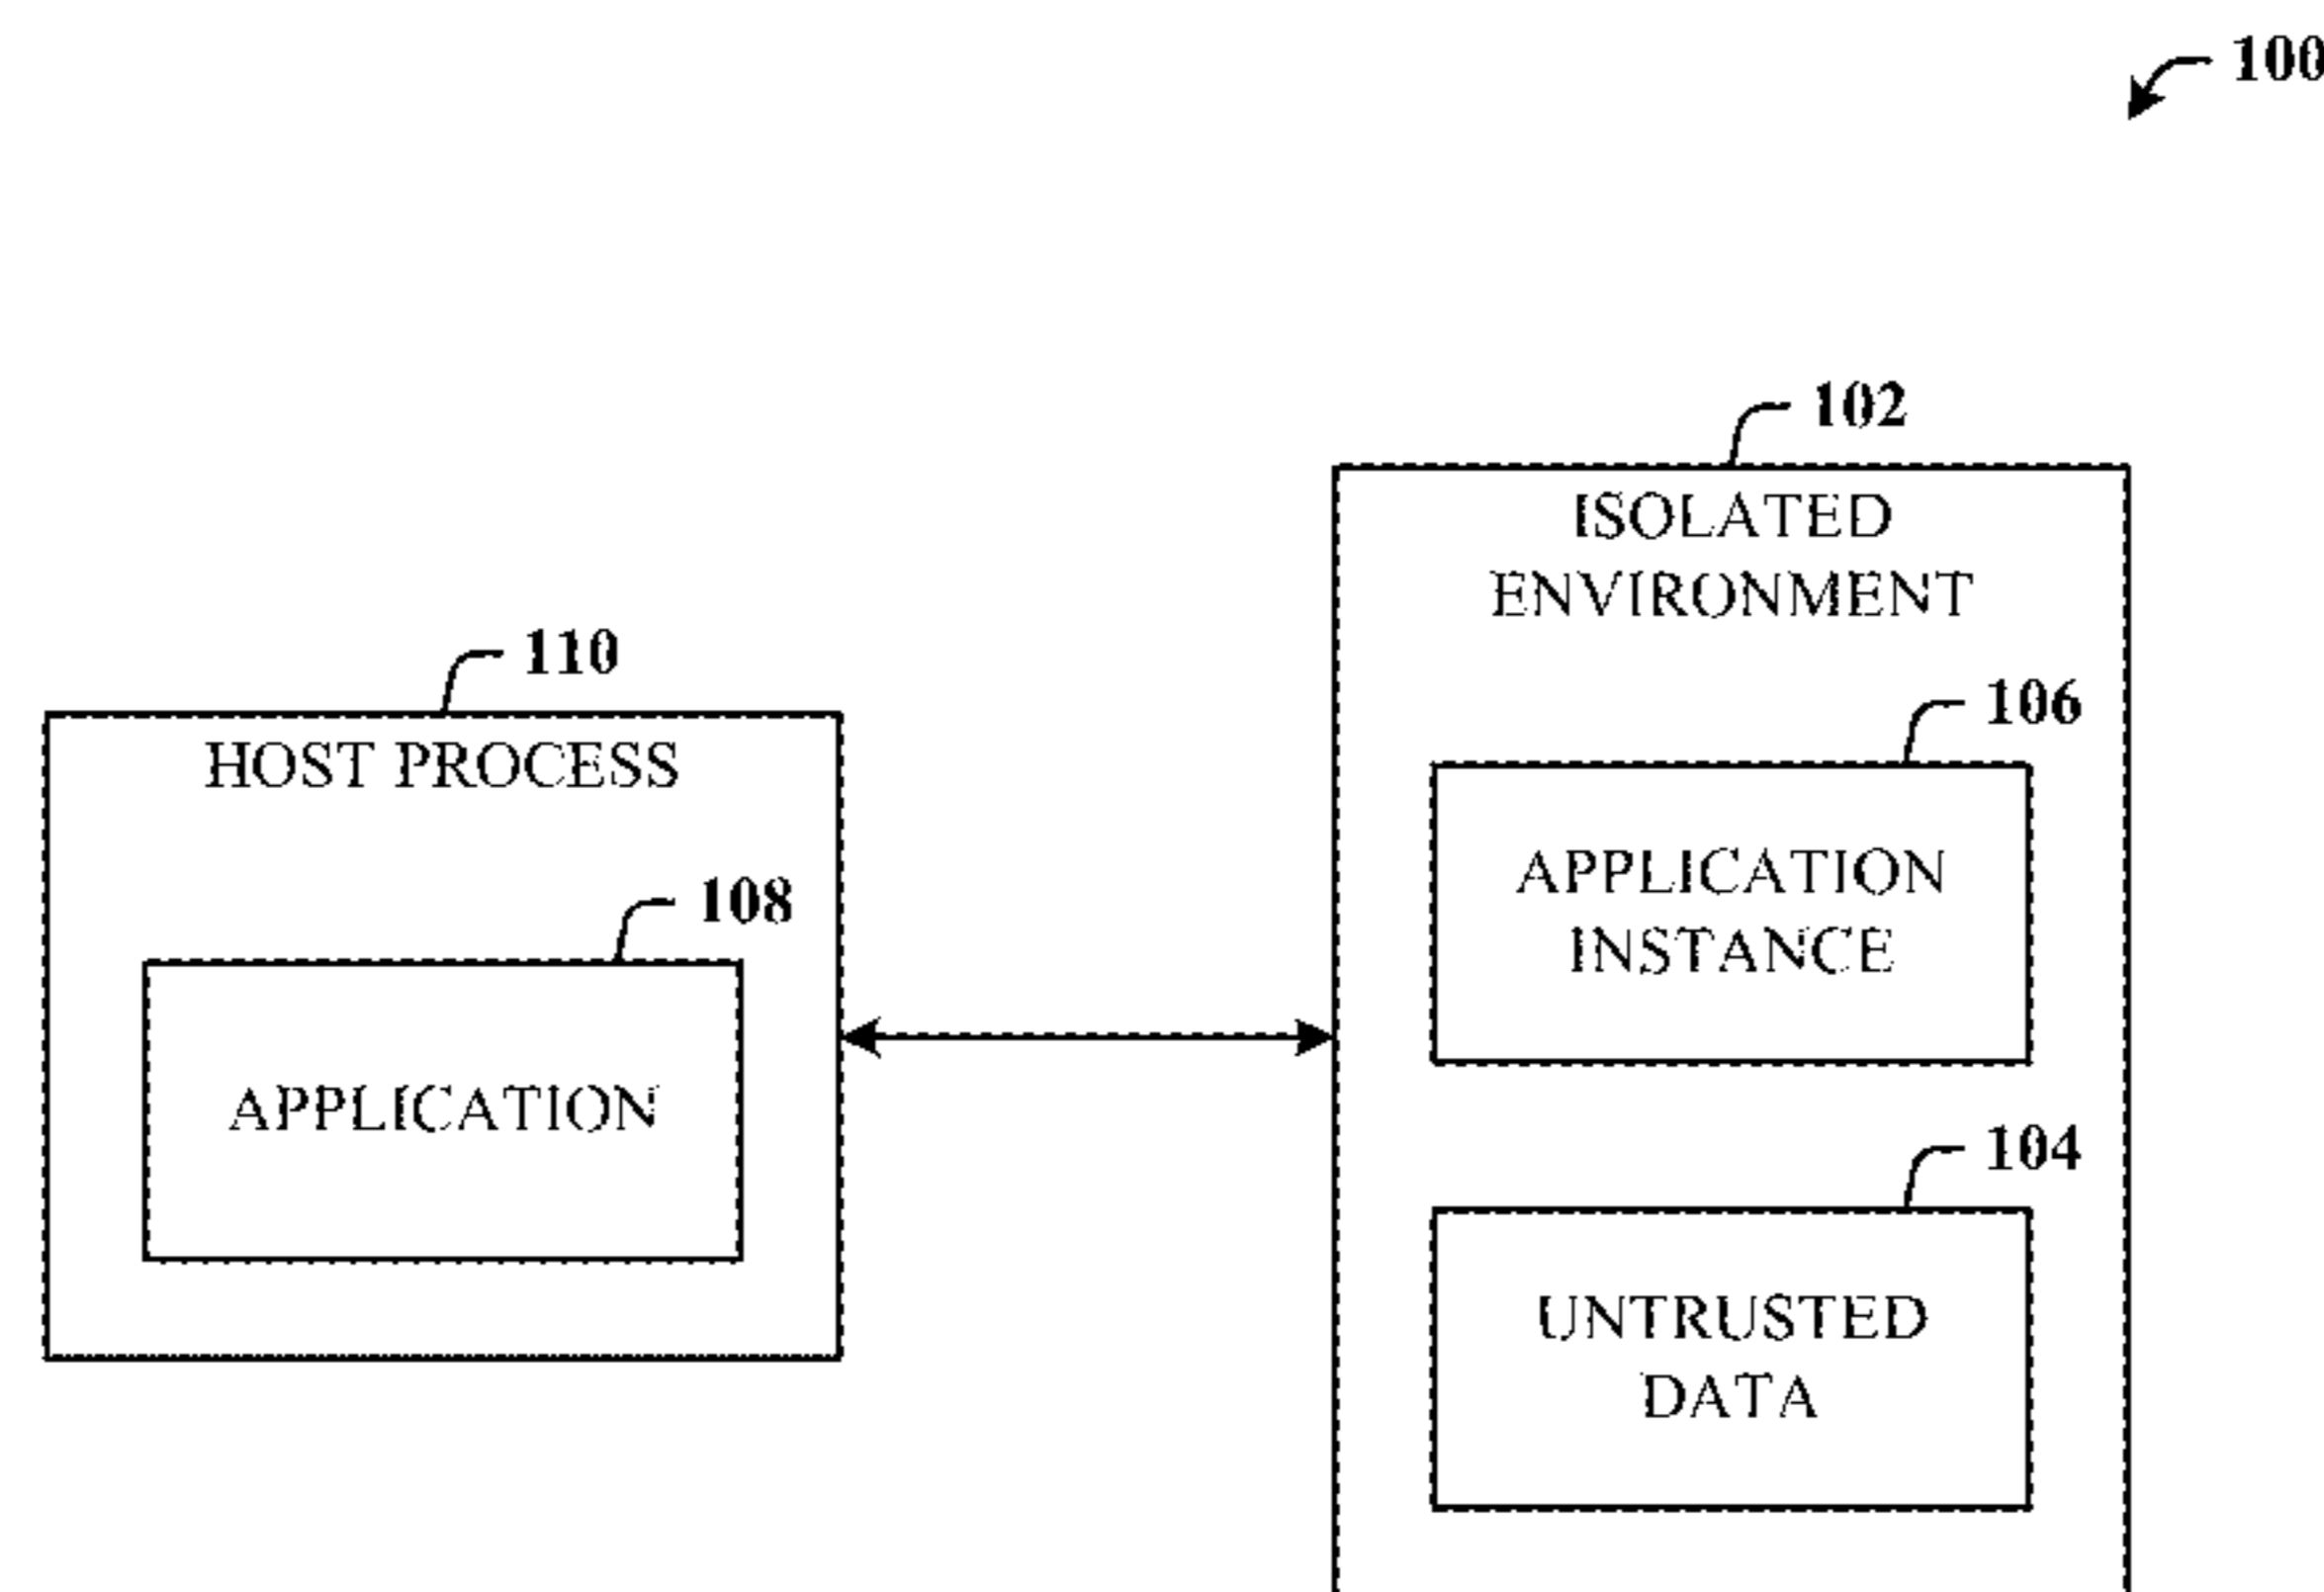 100
102
ISOLATED
ENVIRONMENT
110
HOST PROCESS
106
APPLICATION
INSTANCE
108
APPLICATION
104
UNTRUSTED
DATA